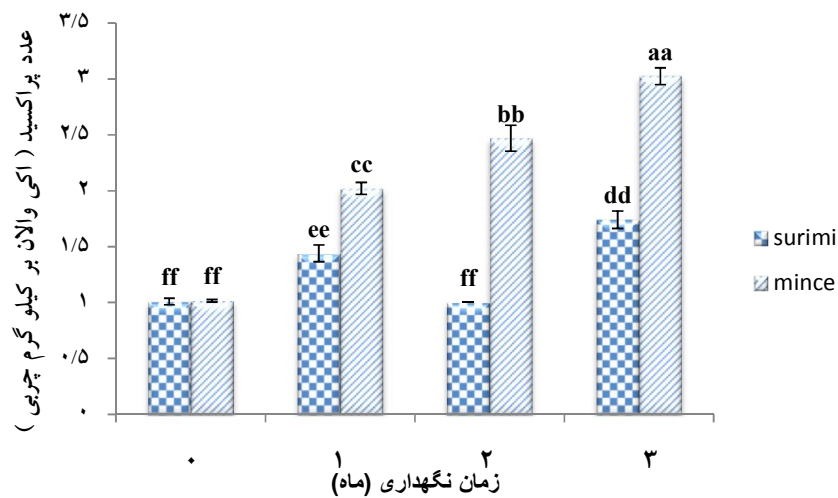 عدد پراکسید ( اکی والان بر کیلو گرم چربی )
۳/۵
۳
۲/۵
۲
۱/۵
۱
۰/۵
۰
ff ff
ee cc
ff bb
dd aa
surimi
mince
۰ ۱ ۲ ۳
زمان نگهداری (ماه)